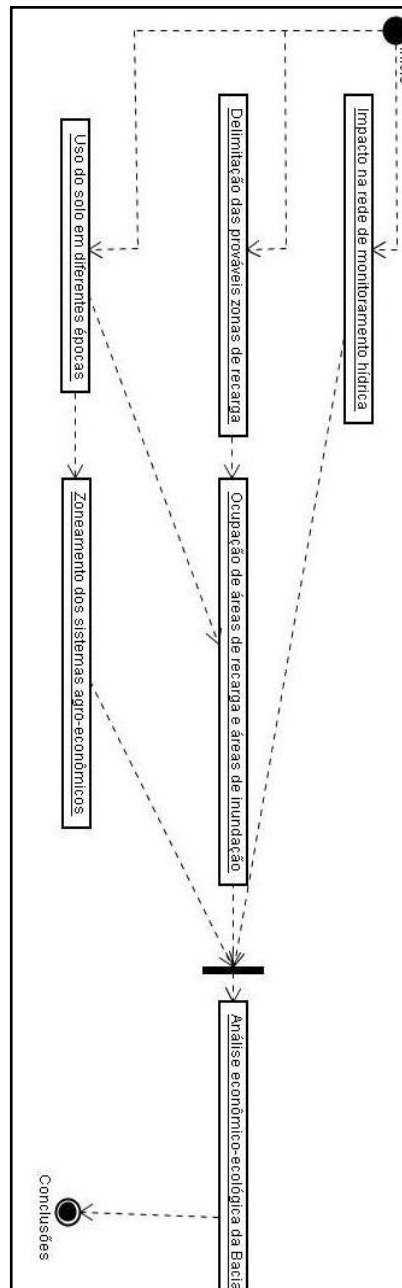 Início
Impacto na rede de monitoramento hídrica
Delimitação das prováveis zonas de recarga
Uso do solo em diferentes épocas
Ocupação de áreas de recarga e áreas de inundação
Zoneamento dos sistemas agro-econômicos
Análise econômico-ecológica da Bacia
Conclusões